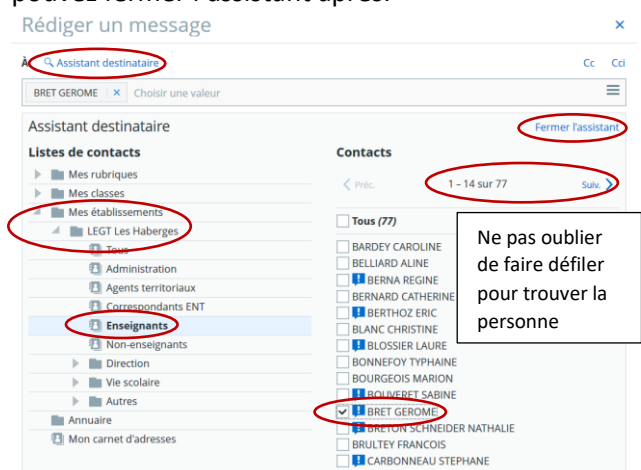 pouvez fermer l'assistant après.
Rédiger un message ×
À Assistant destinataire Cc Cci
BRET GEROME × Choisir une valeur
Assistant destinataire Fermer l'assistant
Listes de contacts
Mes rubriques
Mes classes
Mes établissements
LEGT Les Haberges
Tous
Administration
Agents territoriaux
Correspondants ENT
Enseignants
Non-enseignants
Direction
Vie scolaire
Autres
Annuaire
Mon carnet d'adresses
Contacts
Préc. 1 – 14 sur 77 Suiv.
Tous (77)
BARDEY CAROLINE
BELLIARD ALINE
BERNA REGINE
BERNARD CATHERINE
BERTHOZ ERIC
BLANC CHRISTINE
BLOSSIER LAURE
BONNEFOY TYPHAINE
BOURGEOIS MARION
BOUVERET SABINE
BRET GEROME
BRETON SCHNEIDER NATHALIE
BRULTEY FRANCOIS
CARBONNEAU STEPHANE
Ne pas oublier
de faire défiler
pour trouver la
personne